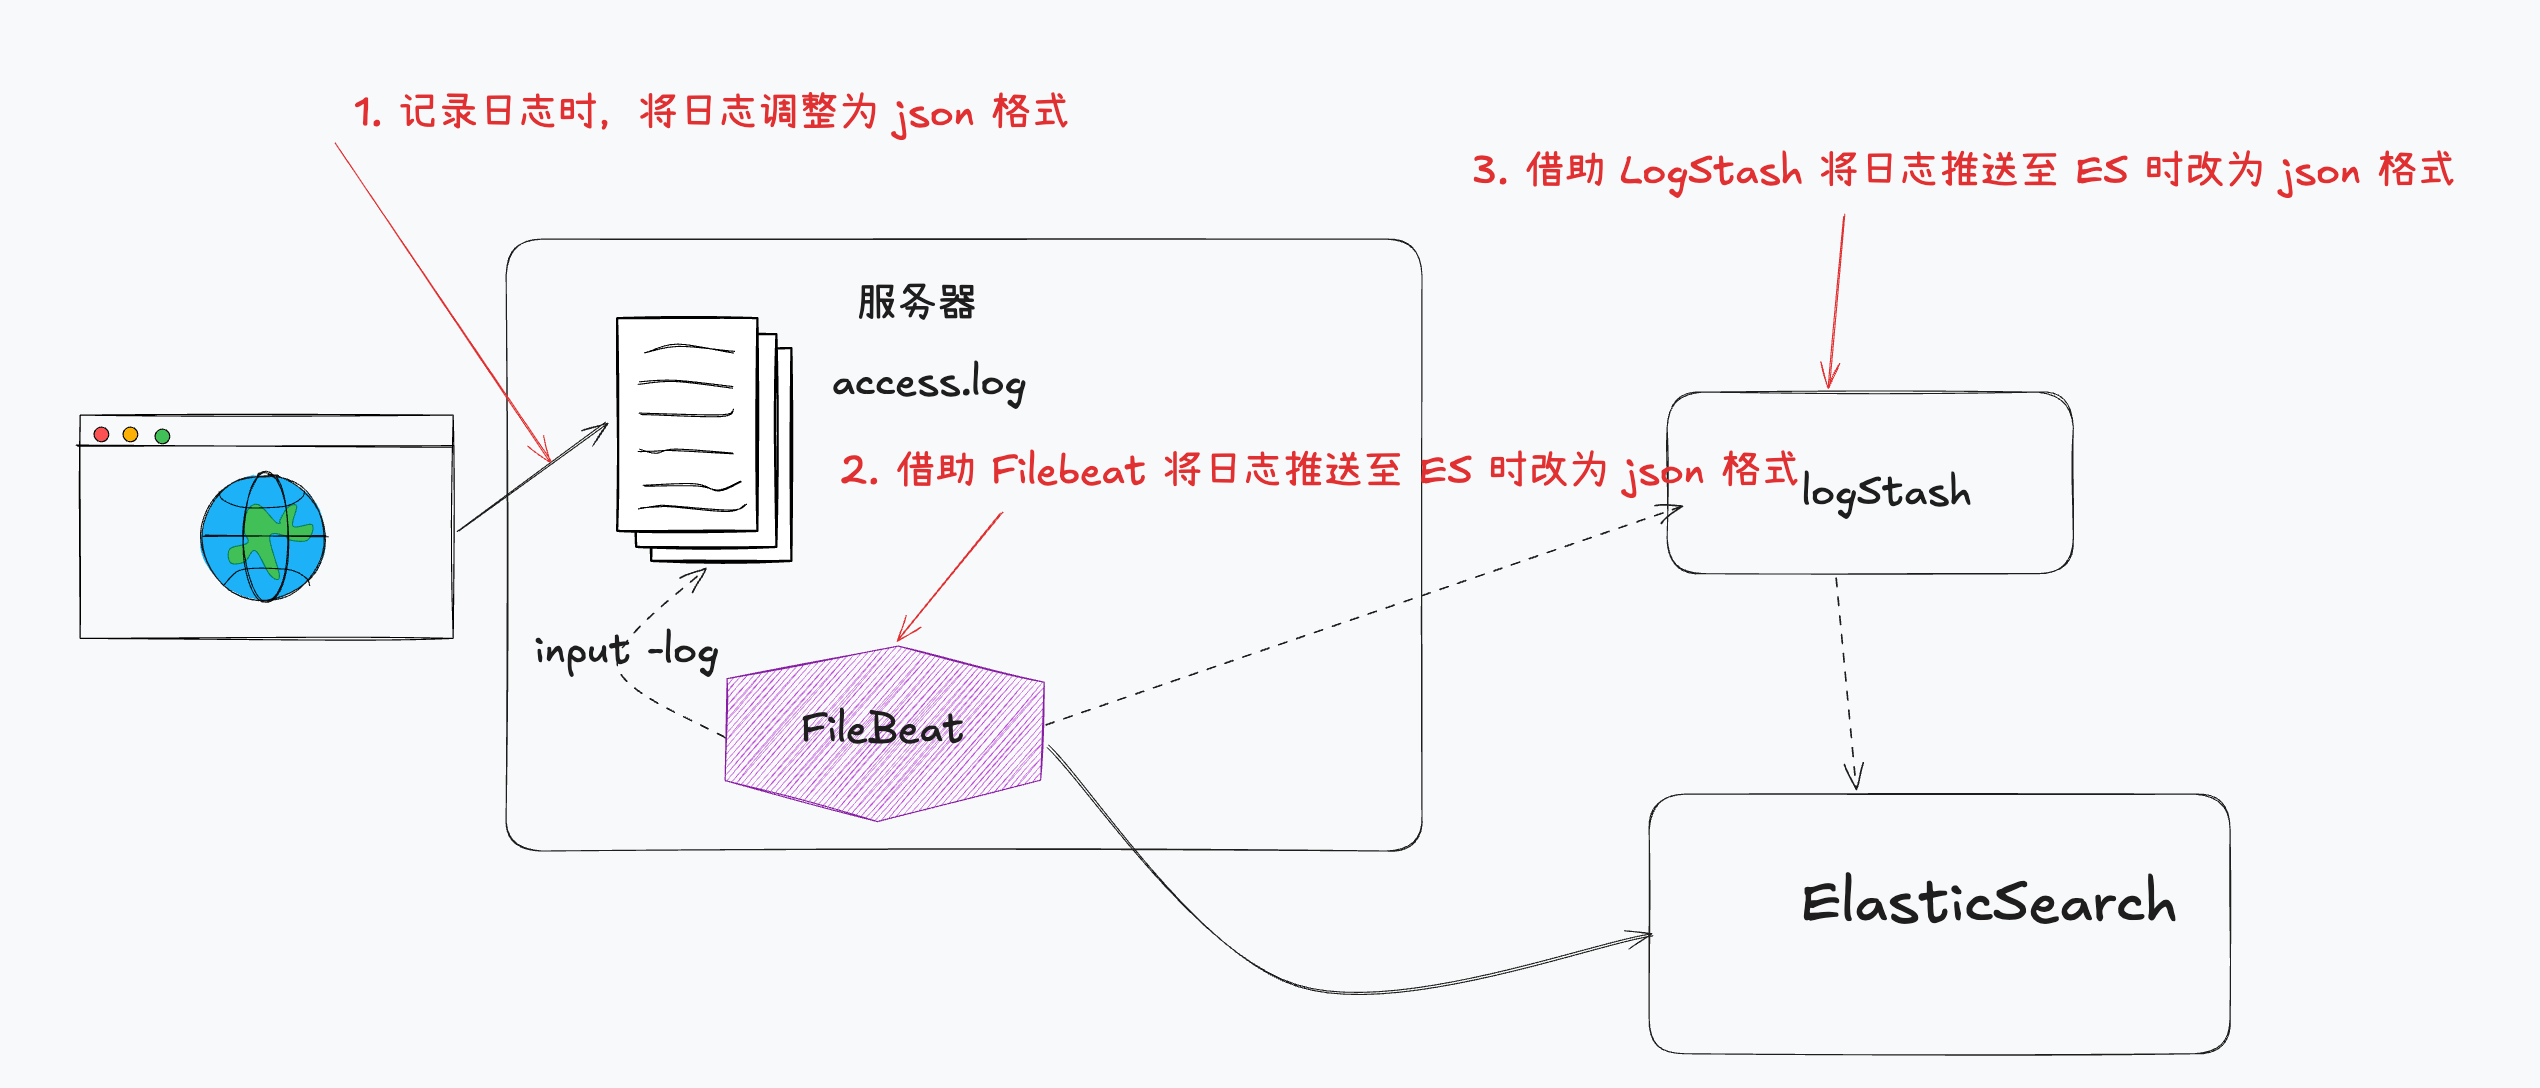 1. 记录日志时，将日志调整为 json 格式
3. 借助 LogStash 将日志推送至 ES 时改为 json 格式
服务器
access.log
2. 借助 Filebeat 将日志推送至 ES 时改为 json 格式
logStash
input -log
FileBeat
ElasticSearch